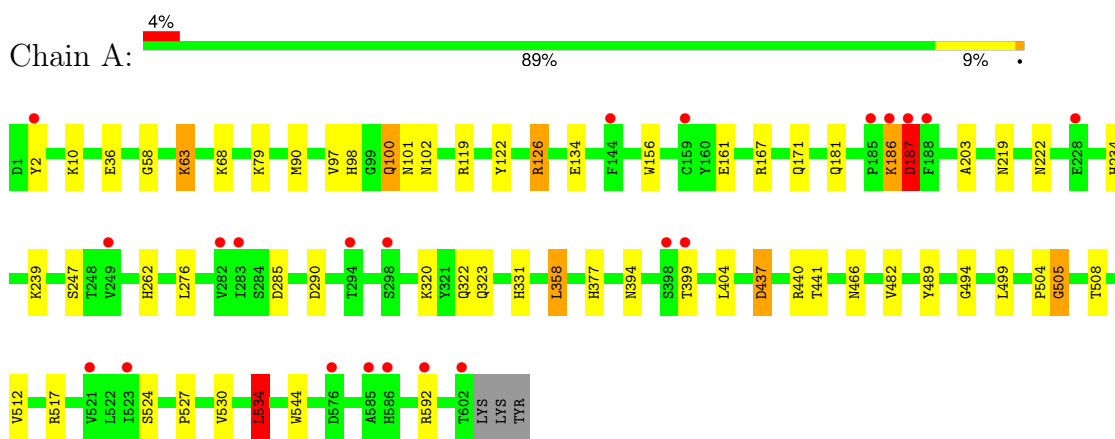 4%
Chain A:
89% 9% •
D1 Y2 K10 E36 G58 K63 K68 K79 M90 V97 H98 G99 Q100 N101 N102 R119 Y122 R126 E134 F144 W156 C159 Y160 E161 R167 Q171 Q181 P185 K186 D187 F188 A203 N219 N222 E228 H234
K239 S247 T248 V249 H262 L276 V282 I283 S284 D285 D290 T294 S298 K320 Y321 Q322 Q323 H331 L358 H377 N394 S398 T399 L404 D437 R440 T441 N466 V482 Y489 G494 L499 P504 G505 T508
V512 R517 V521 L522 I523 S524 P527 V530 L534 W544 D576 A585 H586 R592 T602 LYS LYS TYR